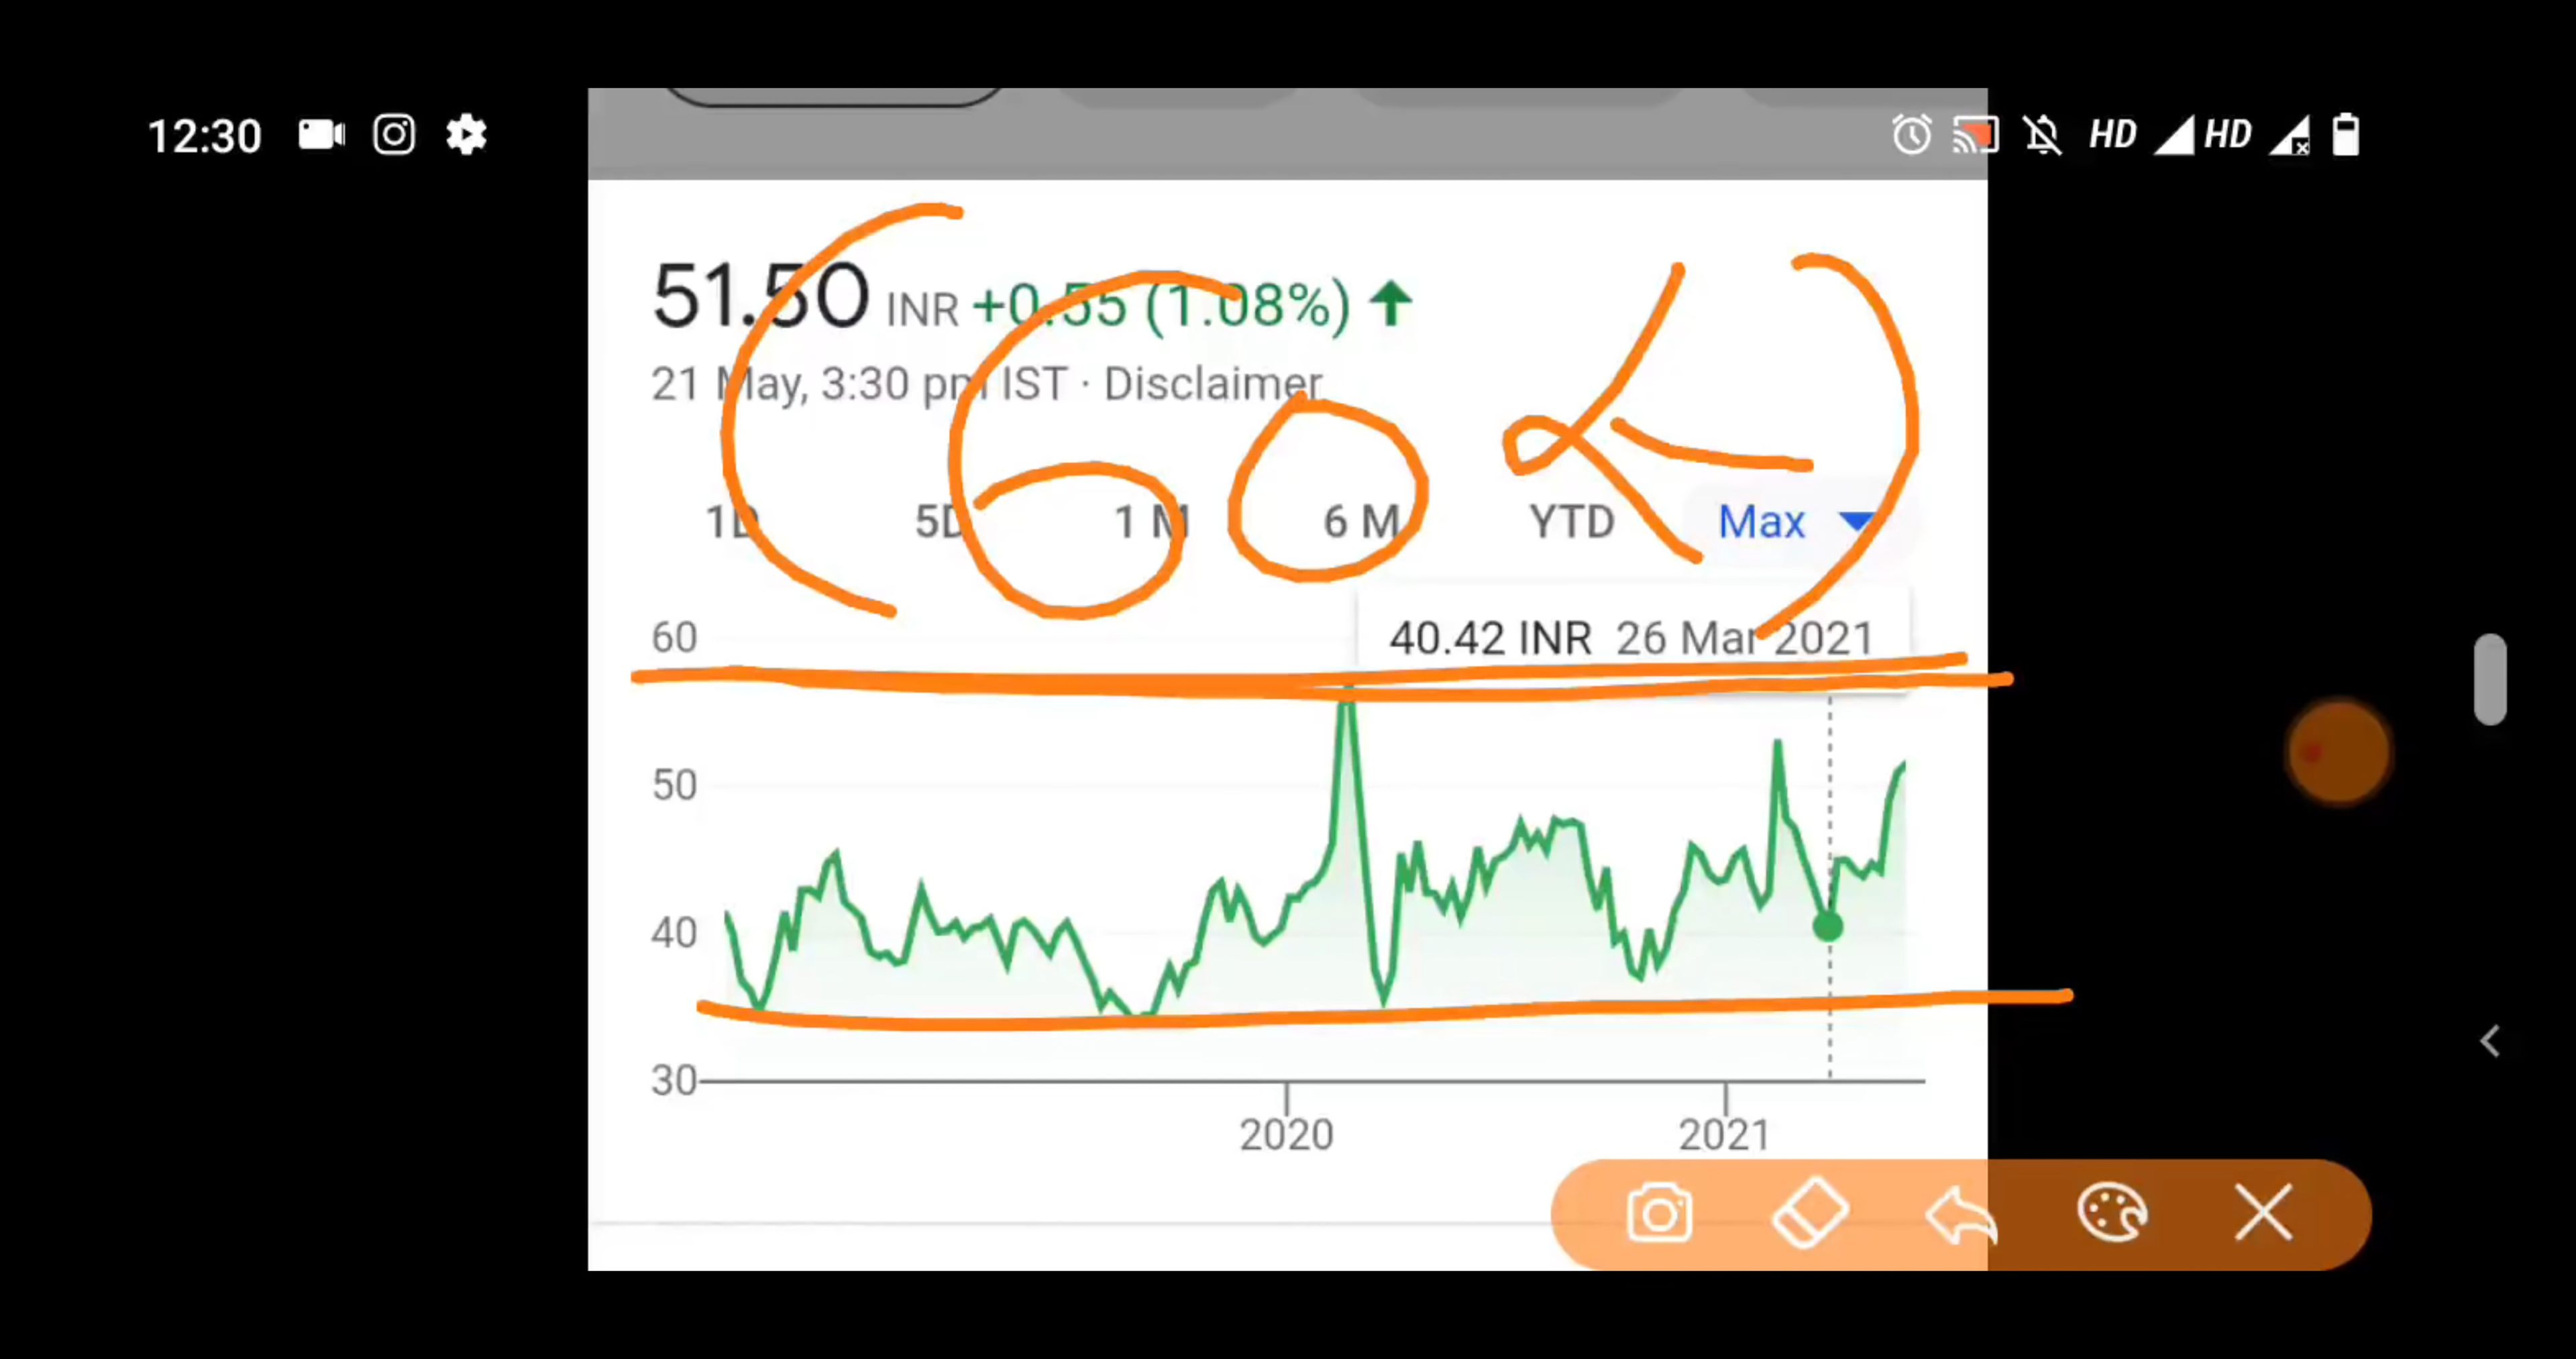 12:30 HD HD
51.50 INR +0.55 (1.08%)
21 May, 3:30 pm IST · Disclaimer
60
1D 5D 1 M 6 M YTD Max
60
40.42 INR 26 Mar 2021
50
40
30
2020 2021